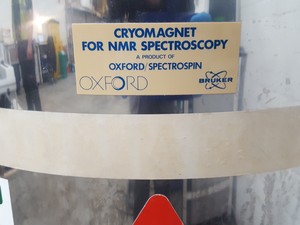 CRYOMAGNET
FOR NMR SPECTROSCOPY
A PRODUCT OF
OXFORD/SPECTROSPIN
OXFORD
BRUKER